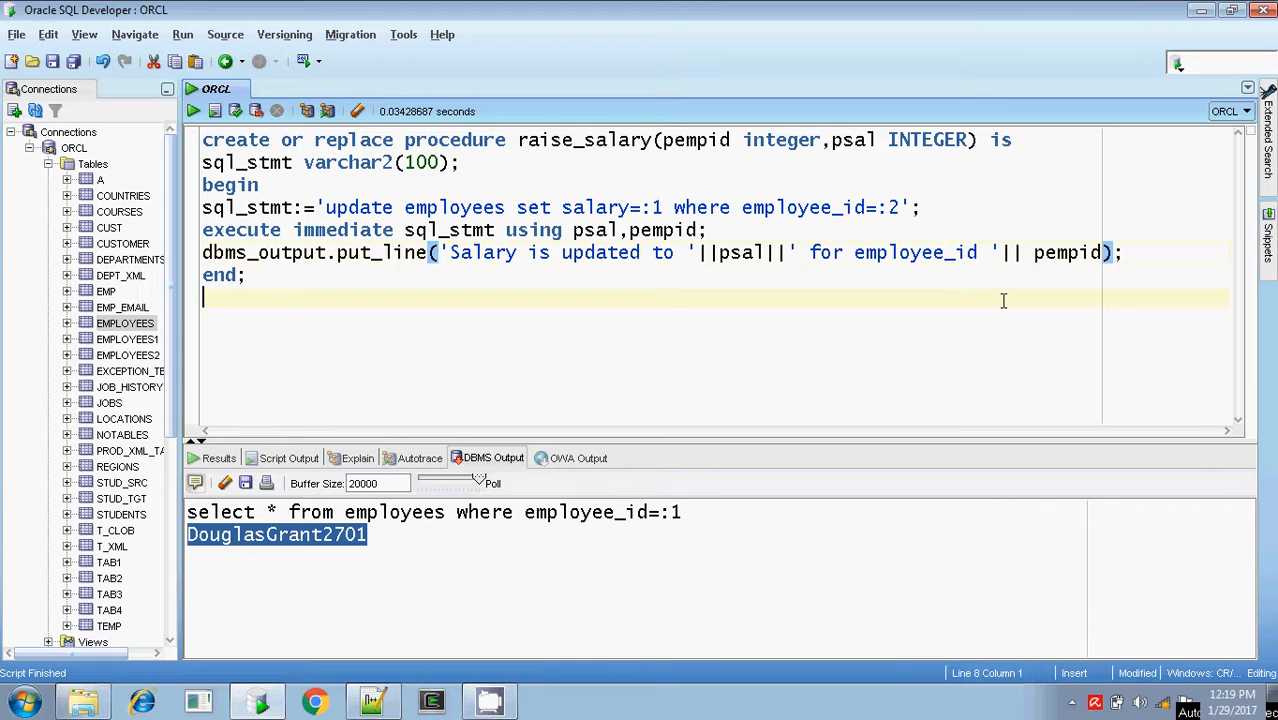 Oracle SQL Developer : ORCL
File Edit View Navigate Run Source Versioning Migration Tools Help
Connections
ORCL
0.03428687 seconds
ORCL
Connections
ORCL
Tables
A
COUNTRIES
COURSES
CUST
CUSTOMER
DEPARTMENTS
DEPT_XML
EMP
EMP_EMAIL
EMPLOYEES
EMPLOYEES1
EMPLOYEES2
EXCEPTION_TE
JOB_HISTORY
JOBS
LOCATIONS
NOTABLES
PROD_XML_TA
REGIONS
STUD_SRC
STUD_TGT
STUDENTS
T_CLOB
T_XML
TAB1
TAB2
TAB3
TAB4
TEMP
Views
create or replace procedure raise_salary(pempid integer,psal INTEGER) is
sql_stmt varchar2(100);
begin
sql_stmt:='update employees set salary=:1 where employee_id=:2';
execute immediate sql_stmt using psal,pempid;
dbms_output.put_line('Salary is updated to '||psal||' for employee_id '|| pempid);
end;
Results Script Output Explain Autotrace DBMS Output OWA Output
Buffer Size: 20000 Poll
select * from employees where employee_id=:1
DouglasGrant2701
Extended Search
Snippets
Script Finished
Line 8 Column 1 Insert Modified Windows: CR/... Editing
12:19 PM
1/29/2017